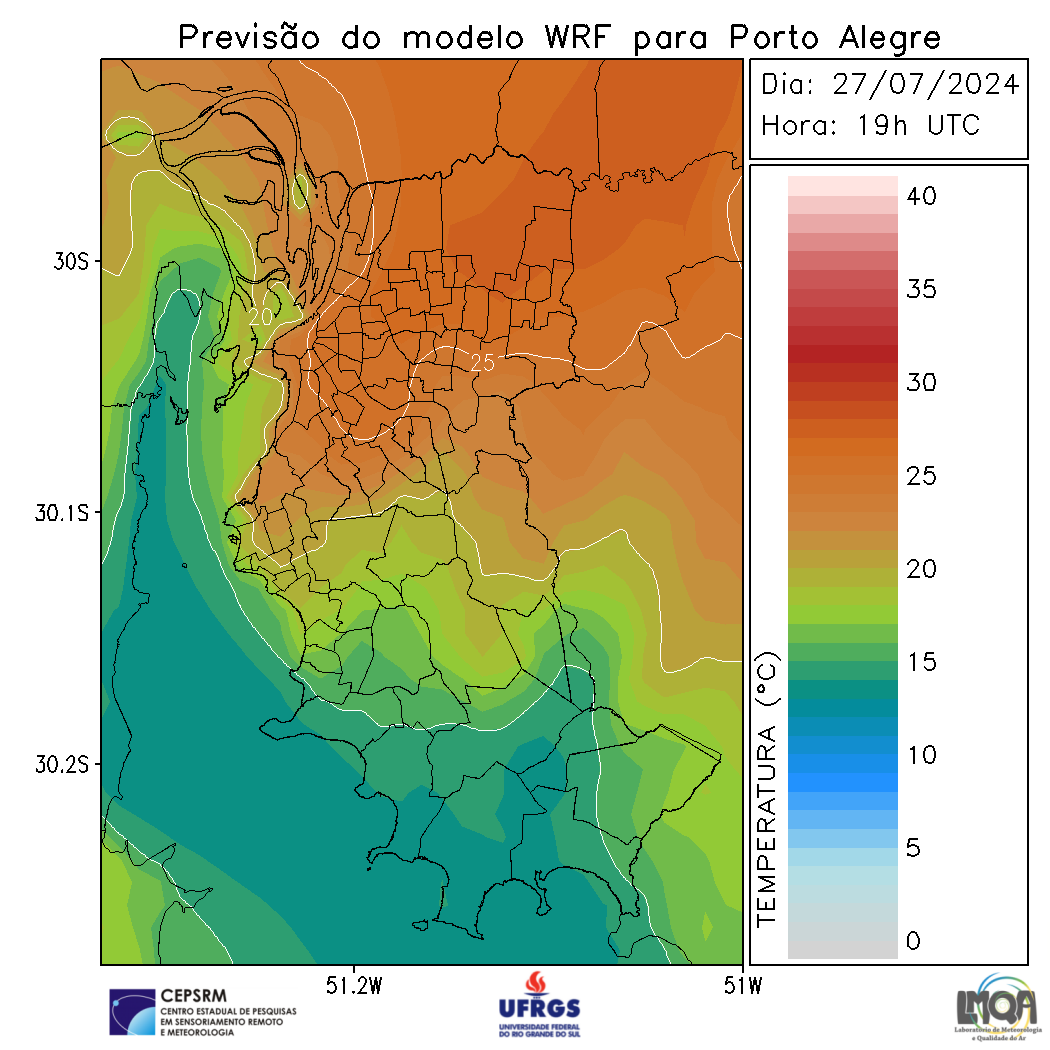 Previsão do modelo WRF para Porto Alegre
Dia: 27/07/2024
Hora: 19h UTC
40
35
30
25
20
15
10
5
0
TEMPERATURA (°C)
30S
30.1S
30.2S
20
25
51.2W
51W
CEPSRM
CENTRO ESTADUAL DE PESQUISAS
EM SENSORIAMENTO REMOTO
E METEOROLOGIA
UFRGS
UNIVERSIDADE FEDERAL
DO RIO GRANDE DO SUL
LMQA
Laboratório de Meteorologia
e Qualidade do Ar